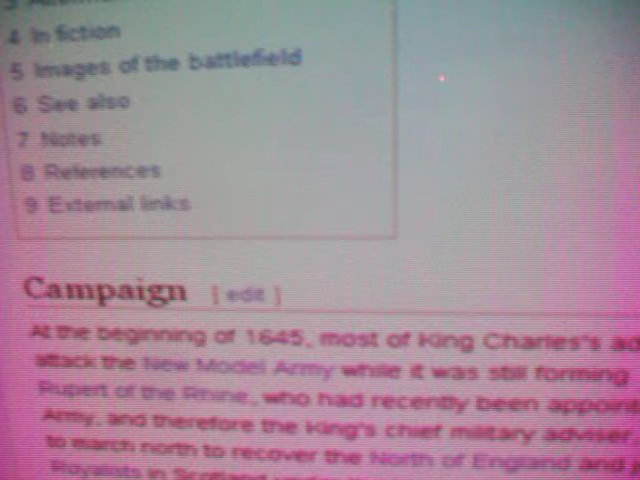 4 In fiction
5 Images of the battlefield
6 See also
7 Notes
8 References
9 External links
Campaign [ edit ]
At the beginning of 1645, most of King Charles's
attack the New Model Army while it was still forming
Rupert of the Rhine, who had recently been
Army, and therefore the King's chief military adviser,
to march north to recover the North of England and
Royalists in Scotland